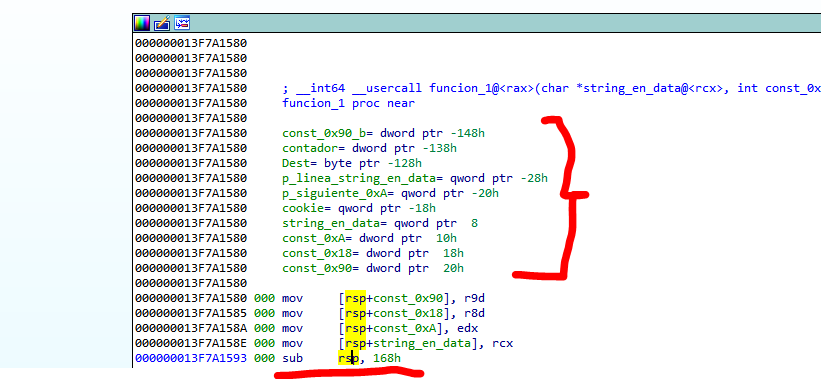 000000013F7A1580
000000013F7A1580
000000013F7A1580
000000013F7A1580 ; __int64 __usercall funcion_1@<rax>(char *string_en_data@<rcx>, int const_0x
000000013F7A1580 funcion_1 proc near
000000013F7A1580
000000013F7A1580 const_0x90_b= dword ptr -148h
000000013F7A1580 contador= dword ptr -138h
000000013F7A1580 Dest= byte ptr -128h
000000013F7A1580 p_linea_string_en_data= qword ptr -28h
000000013F7A1580 p_siguiente_0xA= qword ptr -20h
000000013F7A1580 cookie= qword ptr -18h
000000013F7A1580 string_en_data= qword ptr  8
000000013F7A1580 const_0xA= dword ptr  10h
000000013F7A1580 const_0x18= dword ptr  18h
000000013F7A1580 const_0x90= dword ptr  20h
000000013F7A1580
000000013F7A1580 000 mov     [rsp+const_0x90], r9d
000000013F7A1585 000 mov     [rsp+const_0x18], r8d
000000013F7A158A 000 mov     [rsp+const_0xA], edx
000000013F7A158E 000 mov     [rsp+string_en_data], rcx
000000013F7A1593 000 sub     rsp, 168h